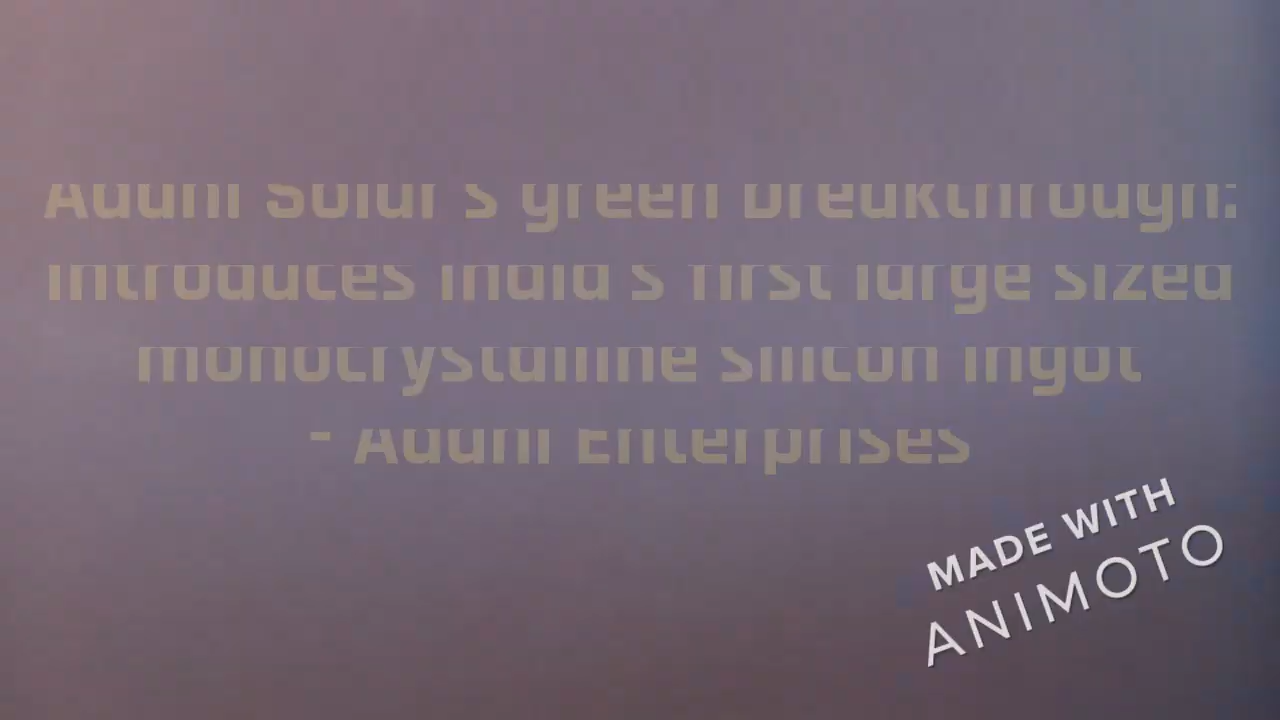 Adani Solar's green breakthrough:
Introduces India's first large sized
monocrystalline silicon ingot
- Adani Enterprises
MADE WITH
ANIMOTO